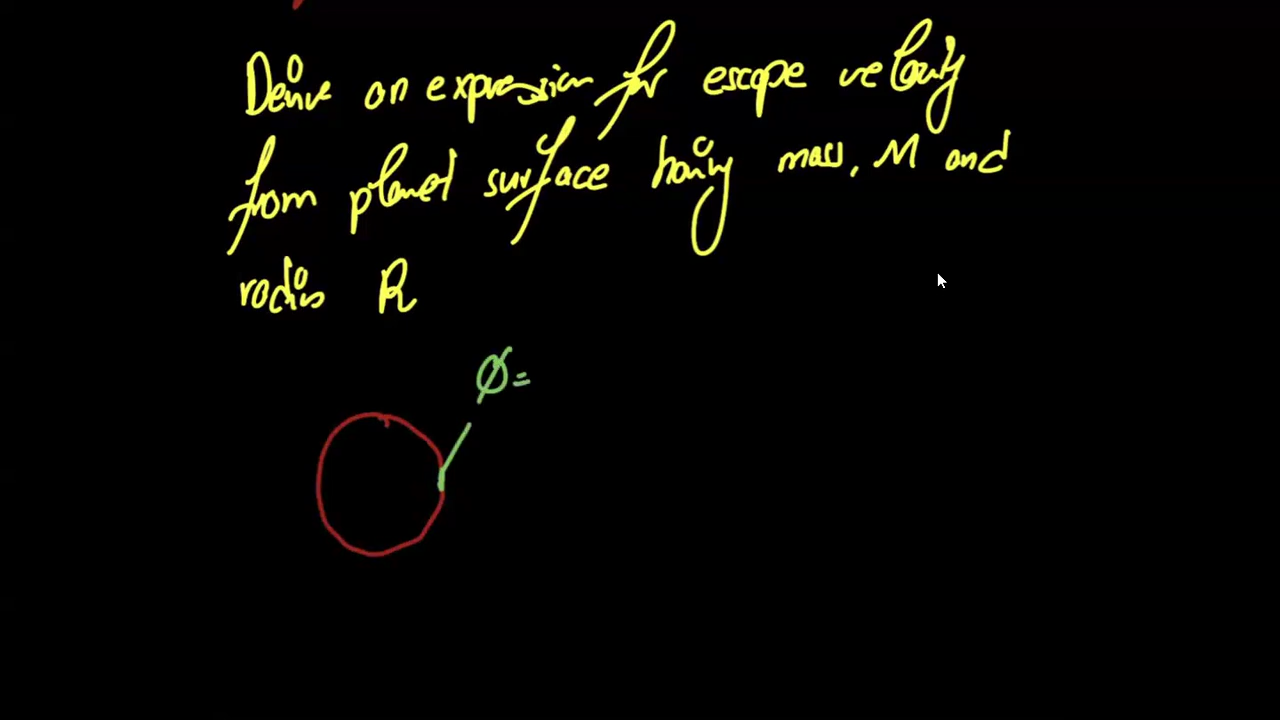 Derive an expression for escape velocity
from planet surface having mass, M and
radius R
Ø=